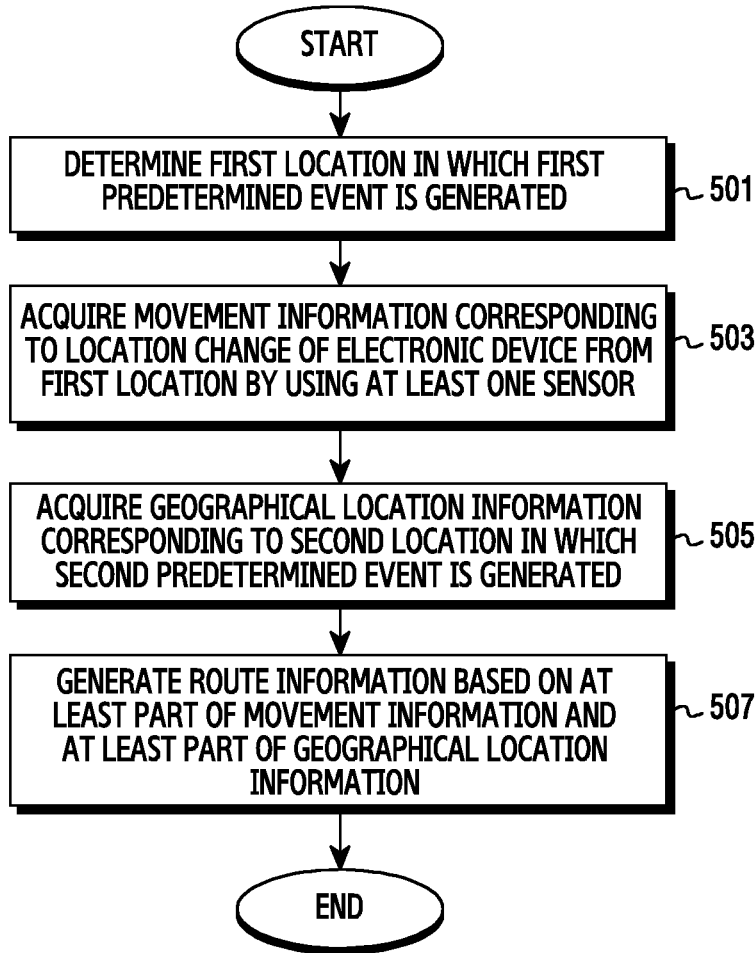 START
DETERMINE FIRST LOCATION IN WHICH FIRST
PREDETERMINED EVENT IS GENERATED
501
ACQUIRE MOVEMENT INFORMATION CORRESPONDING
TO LOCATION CHANGE OF ELECTRONIC DEVICE FROM
FIRST LOCATION BY USING AT LEAST ONE SENSOR
503
ACQUIRE GEOGRAPHICAL LOCATION INFORMATION
CORRESPONDING TO SECOND LOCATION IN WHICH
SECOND PREDETERMINED EVENT IS GENERATED
505
GENERATE ROUTE INFORMATION BASED ON AT
LEAST PART OF MOVEMENT INFORMATION AND
AT LEAST PART OF GEOGRAPHICAL LOCATION
INFORMATION
507
END